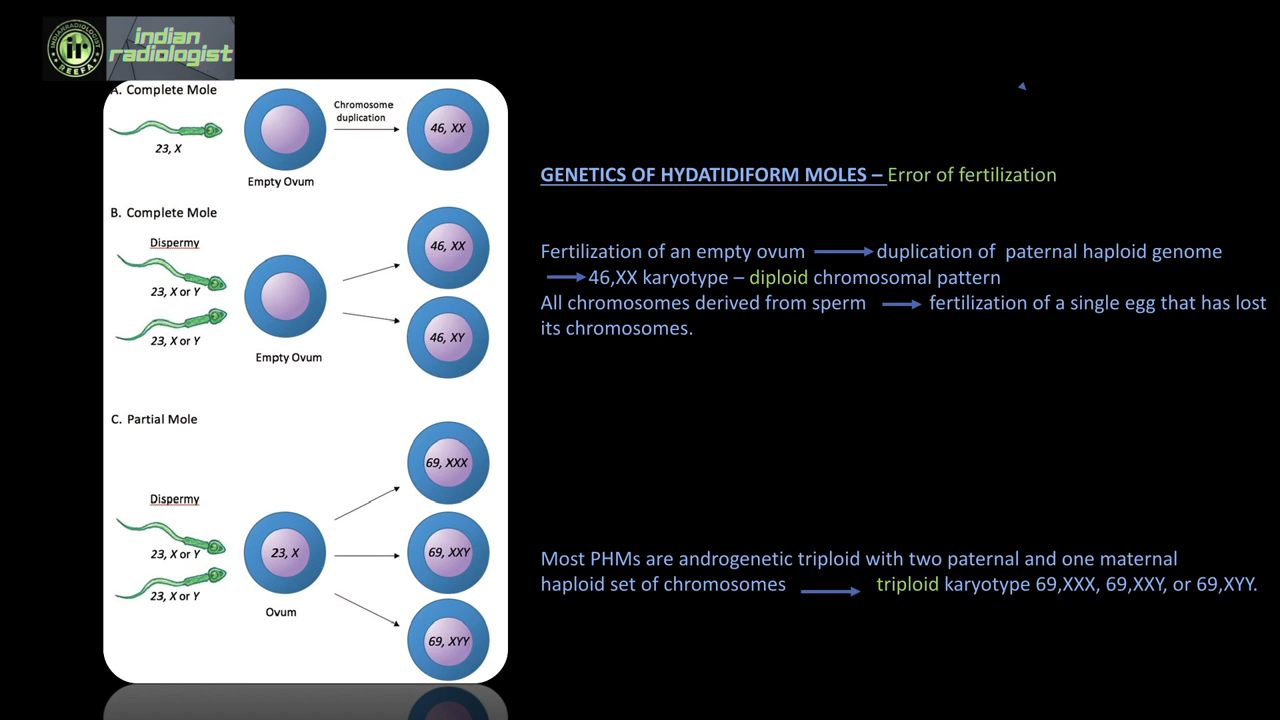 indian
radiologist
INDIANRADIOLOGIST
ir
REEFA
A. Complete Mole
23, X
Empty Ovum
Chromosome
duplication
46, XX
B. Complete Mole
Dispermy
23, X or Y
23, X or Y
Empty Ovum
46, XX
46, XY
C. Partial Mole
Dispermy
23, X or Y
23, X or Y
23, X
Ovum
69, XXX
69, XXY
69, XYY
GENETICS OF HYDATIDIFORM MOLES – Error of fertilization
Fertilization of an empty ovum duplication of paternal haploid genome
46,XX karyotype – diploid chromosomal pattern
All chromosomes derived from sperm fertilization of a single egg that has lost
its chromosomes.
Most PHMs are androgenetic triploid with two paternal and one maternal
haploid set of chromosomes triploid karyotype 69,XXX, 69,XXY, or 69,XYY.